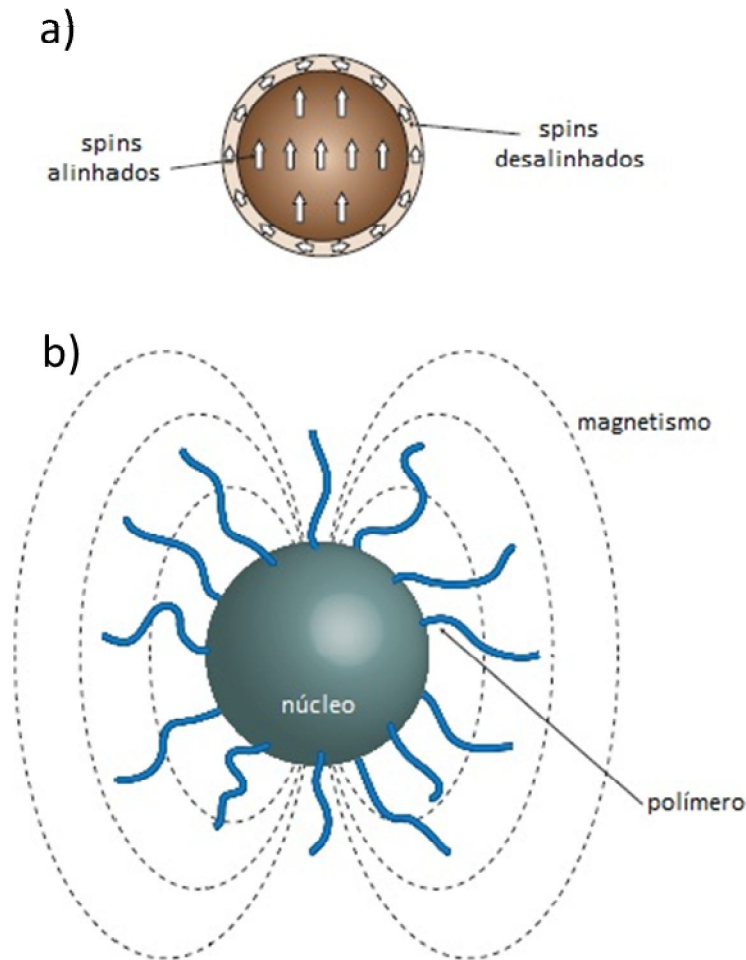 a)
spins
alinhados
spins
desalinhados
b)
magnetismo
núcleo
polímero